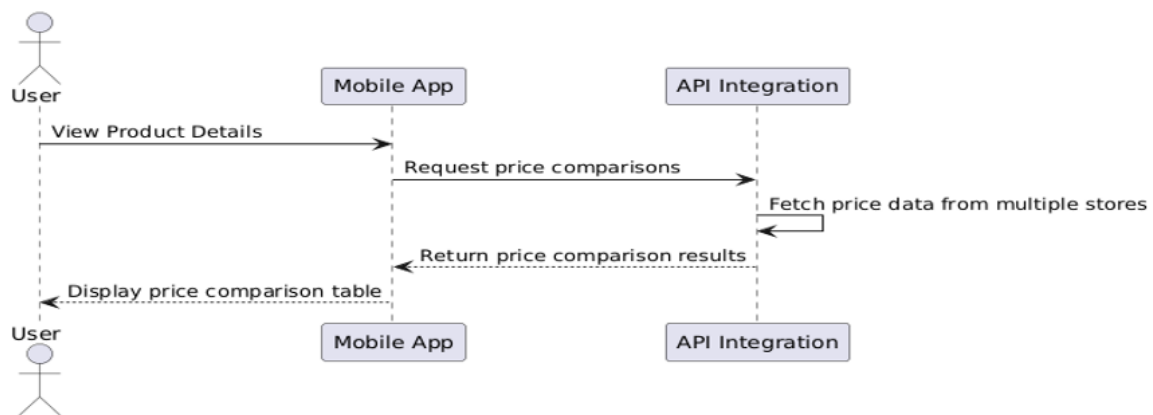 User
Mobile App
API Integration
View Product Details
Request price comparisons
Fetch price data from multiple stores
Return price comparison results
Display price comparison table
User
Mobile App
API Integration